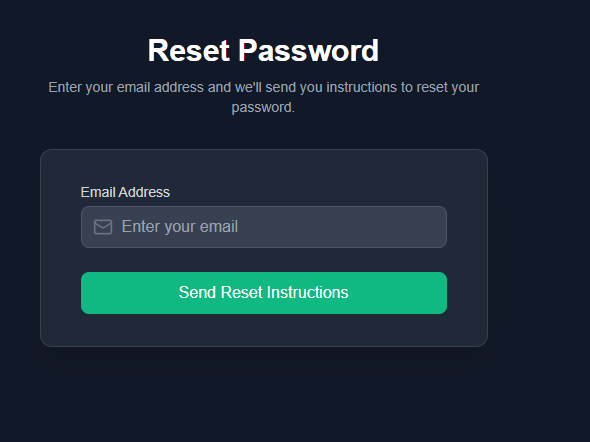 Reset Password
Enter your email address and we'll send you instructions to reset your
password.
Email Address
Enter your email
Send Reset Instructions